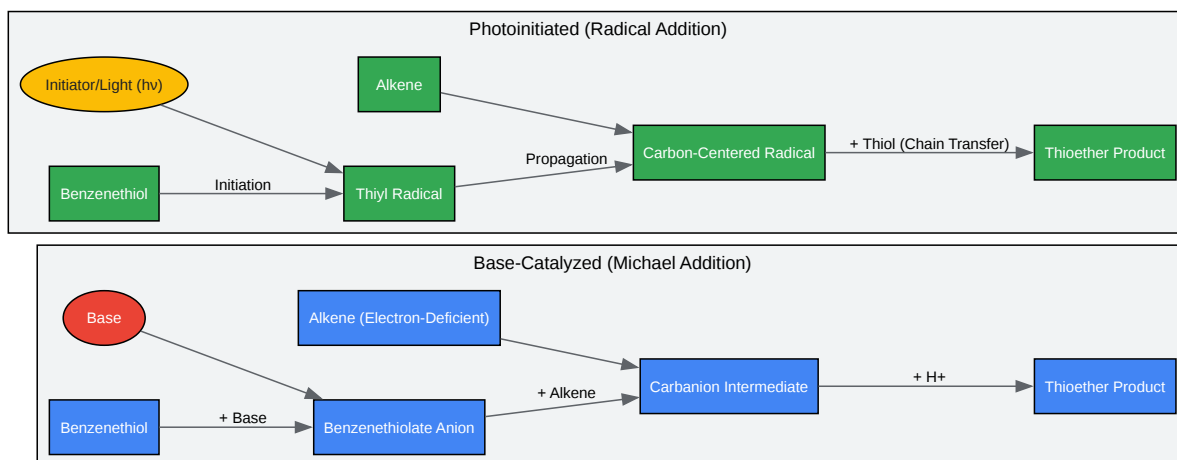 Photoinitiated (Radical Addition)
Initiator/Light (hν)
Alkene
Benzenethiol
Initiation
Thiyl Radical
Propagation
Carbon-Centered Radical
+ Thiol (Chain Transfer)
Thioether Product
Base-Catalyzed (Michael Addition)
Base
Alkene (Electron-Deficient)
Benzenethiol
+ Base
Benzenethiolate Anion
+ Alkene
Carbanion Intermediate
+ H+
Thioether Product